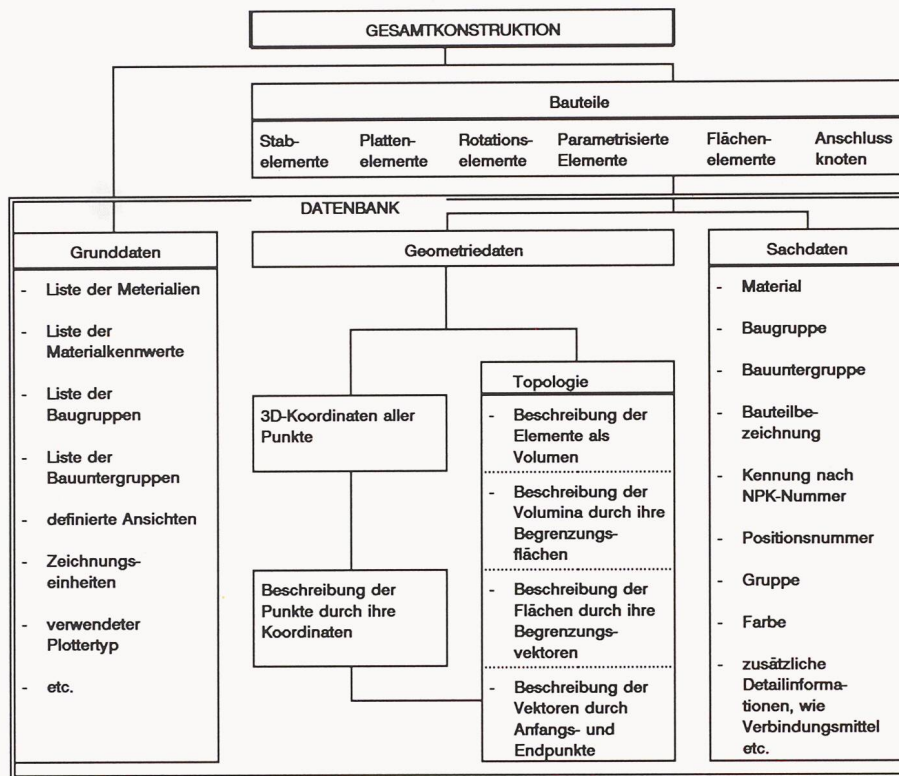 GESAMTKONSTRUKTION
Bauteile
Stab-
elemente
Platten-
elemente
Rotations-
elemente
Parametrisierte
Elemente
Flächen-
elemente
Anschluss
knoten
DATENBANK
Grunddaten
- Liste der Meterialien
- Liste der
Materialkennwerte
- Liste der
Baugruppen
- Liste der
Bauuntergruppen
- definierte Ansichten
- Zeichnungs-
einheiten
- verwendeter
Plottertyp
- etc.
Geometriedaten
3D-Koordinaten aller
Punkte
Beschreibung der
Punkte durch ihre
Koordinaten
Topologie
- Beschreibung der
Elemente als
Volumen
- Beschreibung der
Volumina durch ihre
Begrenzungs-
flächen
- Beschreibung der
Flächen durch ihre
Begrenzungs-
vektoren
- Beschreibung der
Vektoren durch
Anfangs- und
Endpunkte
Sachdaten
- Material
- Baugruppe
- Bauuntergruppe
- Bauteilbe-
zeichnung
- Kennung nach
NPK-Nummer
- Positionsnummer
- Gruppe
- Farbe
- zusätzliche
Detailinforma-
tionen, wie
Verbindungsmittel
etc.